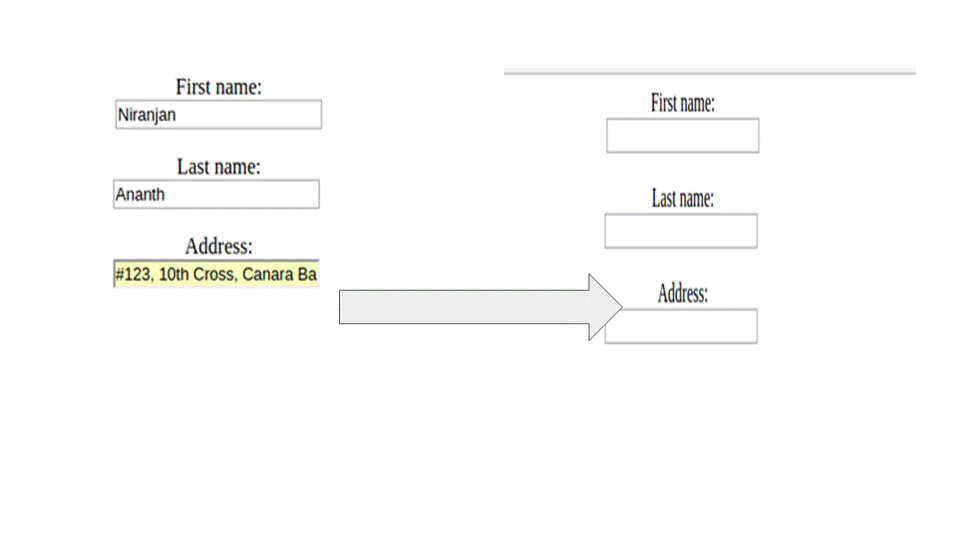 First name:
Niranjan
Last name:
Ananth
Address:
#123, 10th Cross, Canara Ba
First name:
Last name:
Address: